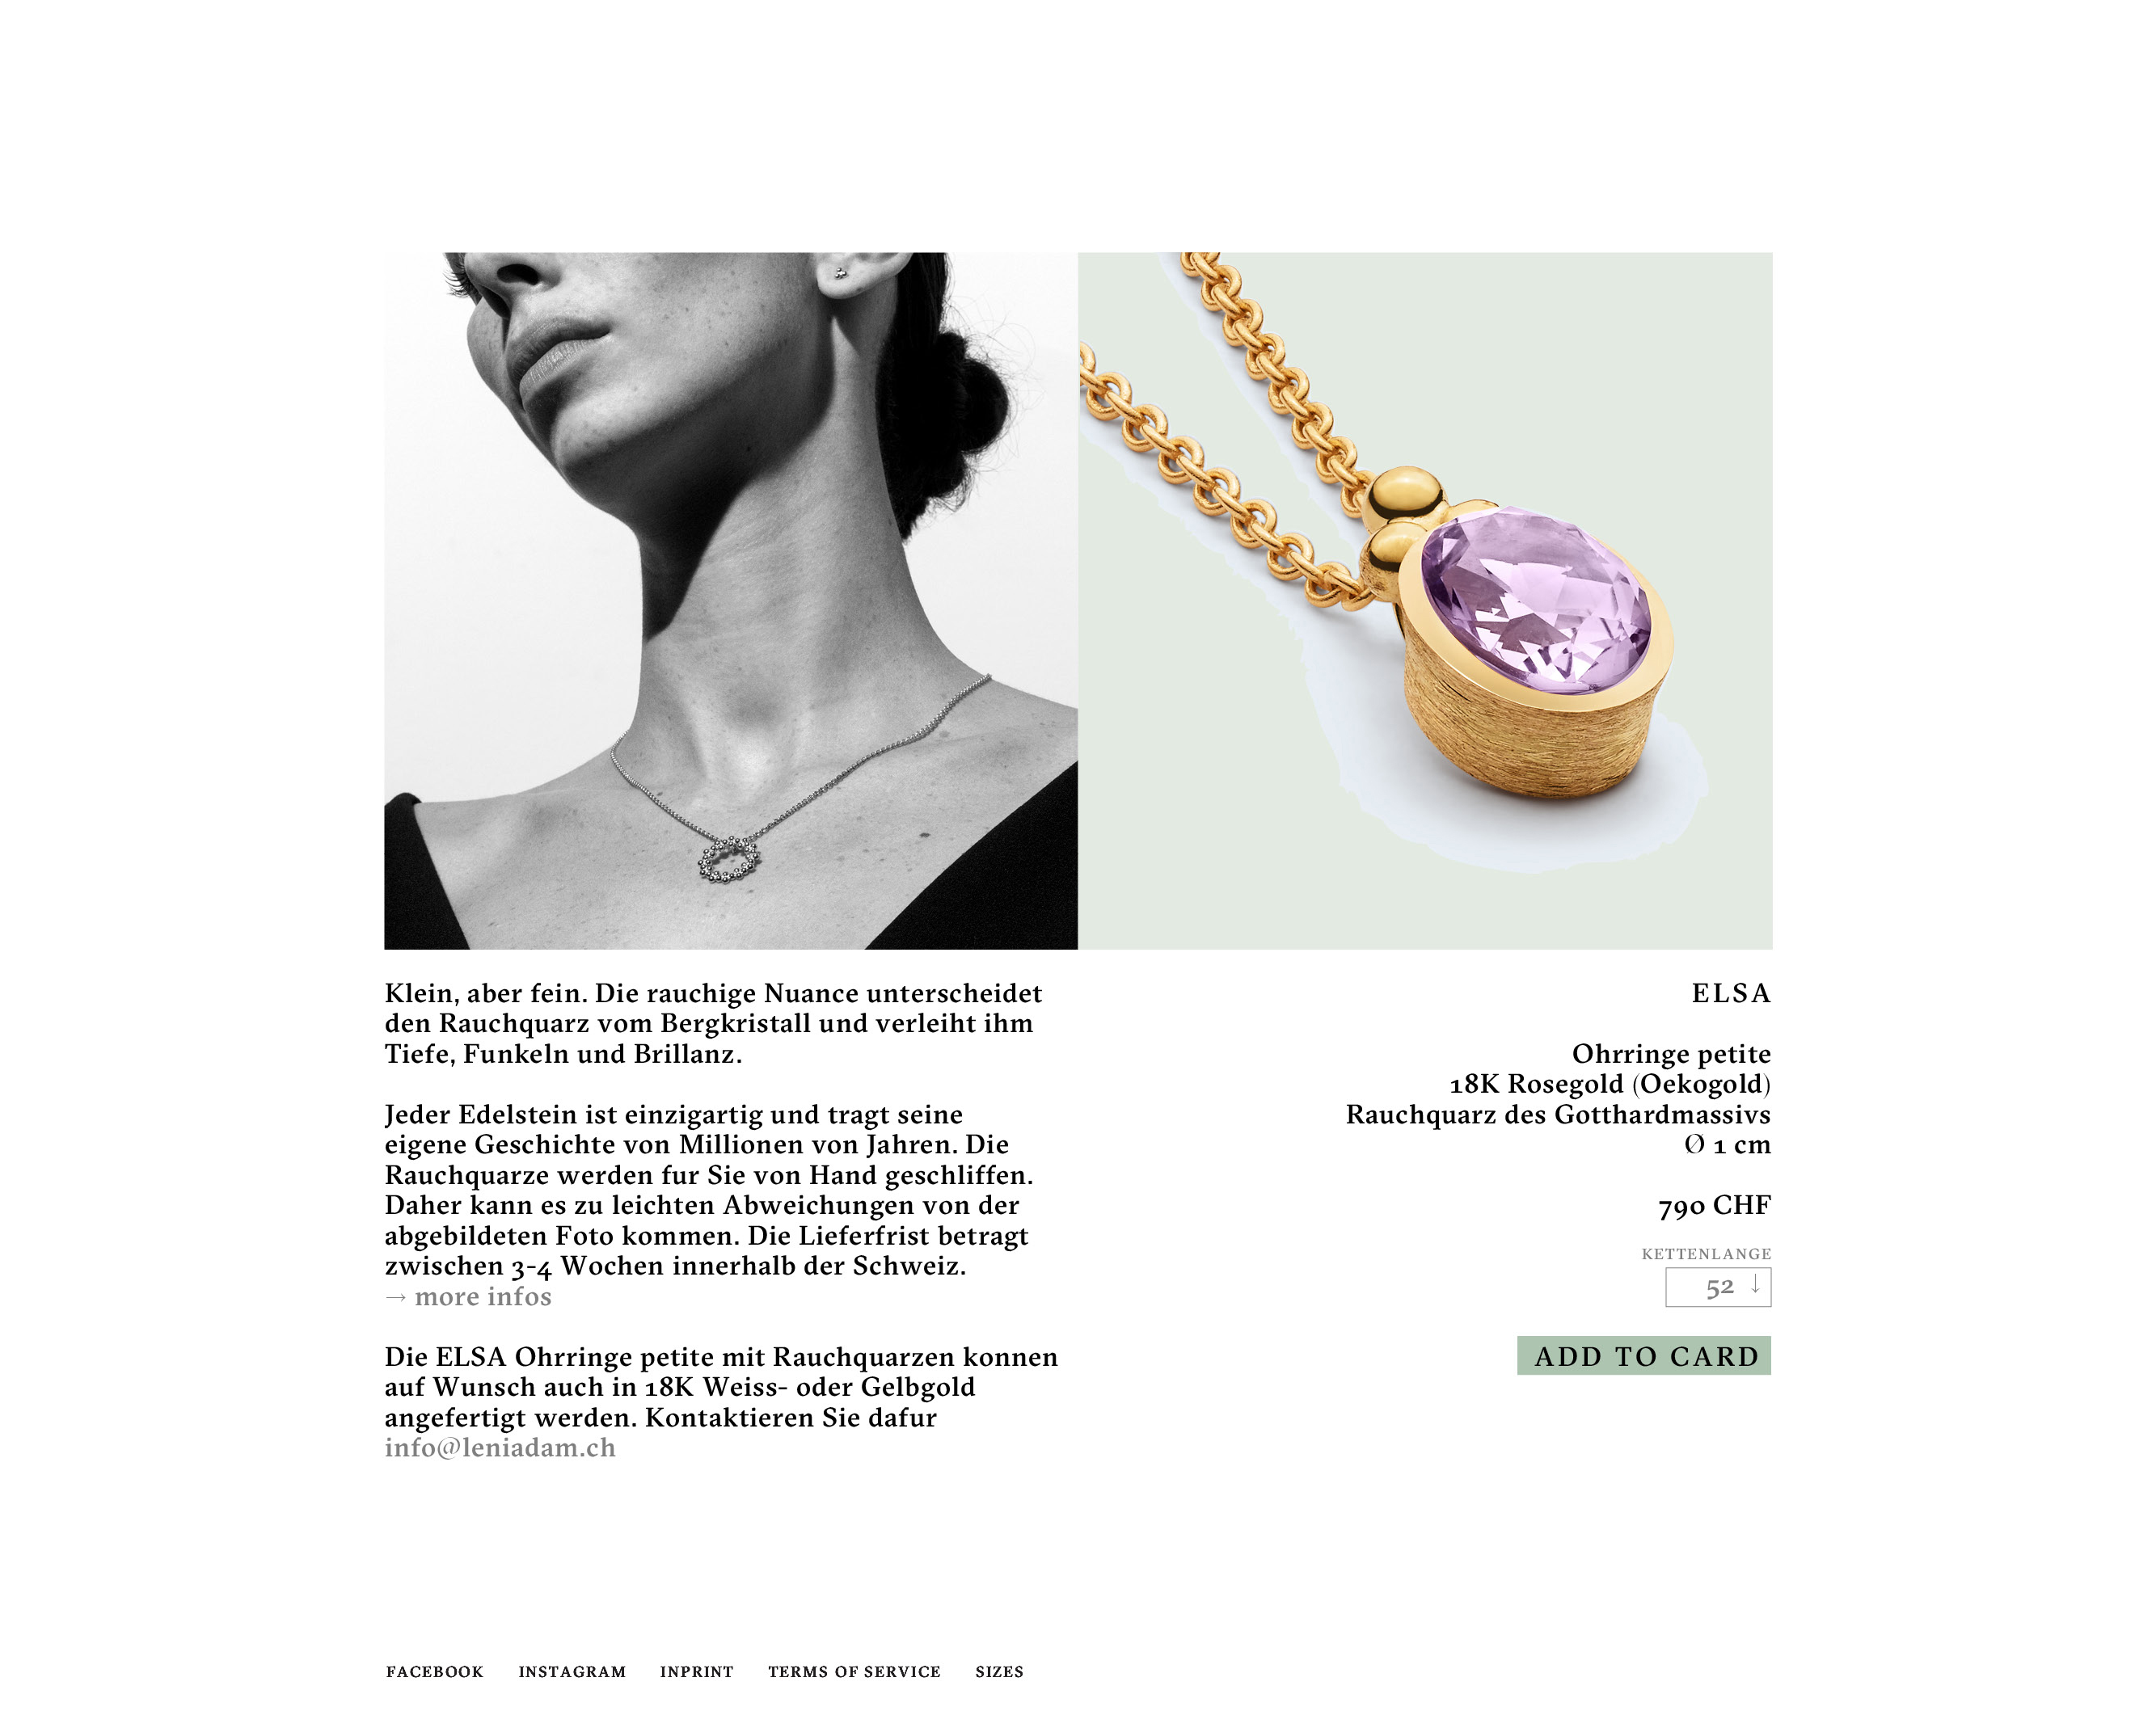 Klein, aber fein. Die rauchige Nuance unterscheidet
den Rauchquarz vom Bergkristall und verleiht ihm
Tiefe, Funkeln und Brillanz.
Jeder Edelstein ist einzigartig und tragt seine
eigene Geschichte von Millionen von Jahren. Die
Rauchquarze werden fur Sie von Hand geschliffen.
Daher kann es zu leichten Abweichungen von der
abgebildeten Foto kommen. Die Lieferfrist betragt
zwischen 3-4 Wochen innerhalb der Schweiz.
→ more infos
Die ELSA Ohrringe petite mit Rauchquarzen konnen
auf Wunsch auch in 18K Weiss- oder Gelbgold
angefertigt werden. Kontaktieren Sie dafur
info@leniadam.ch
ELSA
Ohrringe petite
18K Rosegold (Oekogold)
Rauchquarz des Gotthardmassivs
Ø 1 cm
790 CHF
KETTENLANGE
52 ↓
ADD TO CARD
FACEBOOK INSTAGRAM INPRINT TERMS OF SERVICE SIZES